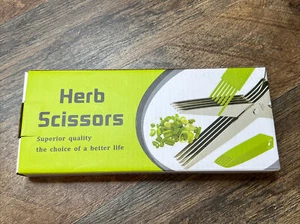 Herb
Scissors
Superior quality
the choice of a better life